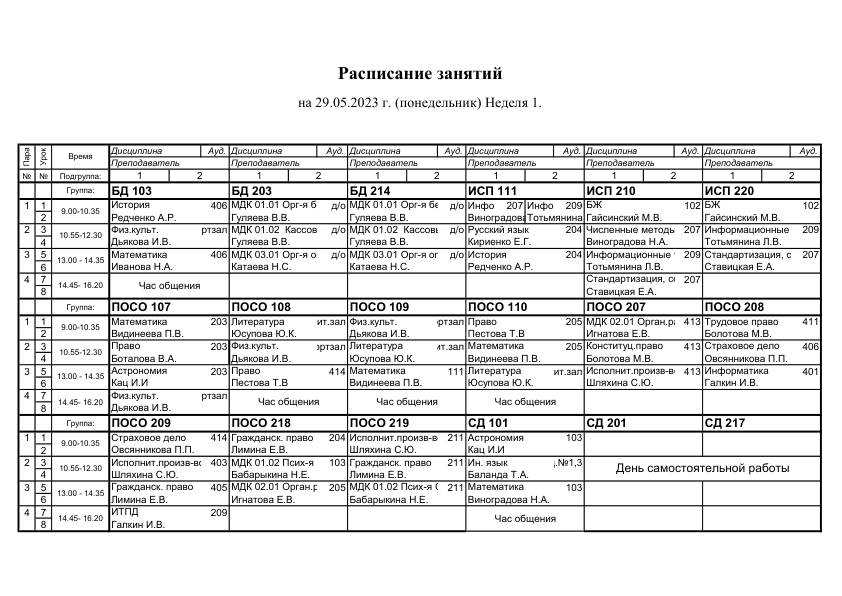 Расписание занятий
на 29.05.2023 г. (понедельник) Неделя 1.
Пара Урок Время Дисциплина Ауд. Дисциплина Ауд. Дисциплина Ауд. Дисциплина Ауд. Дисциплина Ауд. Дисциплина Ауд.
Преподаватель Преподаватель Преподаватель Преподаватель Преподаватель Преподаватель
№ № Подгруппа: 1 2 1 2 1 2 1 2 1 2 1 2
Группа: БД 103 БД 203 БД 214 ИСП 111 ИСП 210 ИСП 220
1 1 9.00-10.35 История 406 МДК 01.01 Орг-я б д/о МДК 01.01 Орг-я бе д/о Инфо 207 Инфо 209 БЖ 102 БЖ 102
2 Редченко А.Р. Гуляева В.В. Гуляева В.В. Виноградова Тотьмянина Гайсинский М.В. Гайсинский М.В.
2 3 10.55-12.30 Физ.культ. ртзал МДК 01.02 Кассов д/о МДК 01.02 Кассовь д/о Русский язык 204 Численные методы 207 Информационные 209
4 Дьякова И.В. Гуляева В.В. Гуляева В.В. Кириенко Е.Г. Виноградова Н.А. Тотьмянина Л.В.
3 5 13.00 - 14.35 Математика 406 МДК 03.01 Орг-я о д/о МДК 03.01 Орг-я ог д/о История 204 Информационные 209 Стандартизация, с 207
6 Иванова Н.А. Катаева Н.С. Катаева Н.С. Редченко А.Р. Тотьмянина Л.В. Ставицкая Е.А.
4 7 14.45- 16.20 Час общения Стандартизация, се 207
8 Ставицкая Е.А.
Группа: ПОСО 107 ПОСО 108 ПОСО 109 ПОСО 110 ПОСО 207 ПОСО 208
1 1 9.00-10.35 Математика 203 Литература ит.зал Физ.культ. ортзал Право 205 МДК 02.01 Орган.ра 413 Трудовое право 411
2 Видинеева П.В. Юсупова Ю.К. Дьякова И.В. Пестова Т.В Игнатова Е.В. Болотова М.В.
2 3 10.55-12.30 Право 203 Физ.культ. ортзал Литература ит.зал Математика 205 Конституц.право 413 Страховое дело 406
4 Боталова В.А. Дьякова И.В. Юсупова Ю.К. Видинеева П.В. Болотова М.В. Овсянникова П.П.
3 5 13.00 - 14.35 Астрономия 203 Право 414 Математика 111 Литература ит.зал Исполнит.произв-во 413 Информатика 401
6 Кац И.И Пестова Т.В Видинеева П.В. Юсупова Ю.К. Шляхина С.Ю. Галкин И.В.
4 7 14.45- 16.20 Физ.культ. ртзал Час общения Час общения Час общения
8 Дьякова И.В.
Группа: ПОСО 209 ПОСО 218 ПОСО 219 СД 101 СД 201 СД 217
1 1 9.00-10.35 Страховое дело 414 Гражданск. право 204 Исполнит.произв-в 211 Астрономия 103
2 Овсянникова П.П. Лимина Е.В. Шляхина С.Ю. Кац И.И
2 3 10.55-12.30 Исполнит.произв-во 403 МДК 01.02 Псих-я 103 Гражданск. право 211 Ин. язык .,№1,3 День самостоятельной работы
4 Шляхина С.Ю. Бабарыкина Н.Е. Лимина Е.В. Баланда Т.А.
3 5 13.00 - 14.35 Гражданск. право 405 МДК 02.01 Орган.р 205 МДК 01.02 Псих-я 211 Математика 103
6 Лимина Е.В. Игнатова Е.В. Бабарыкина Н.Е. Виноградова Н.А.
4 7 14.45- 16.20 ИТПД 209 Час общения
8 Галкин И.В.